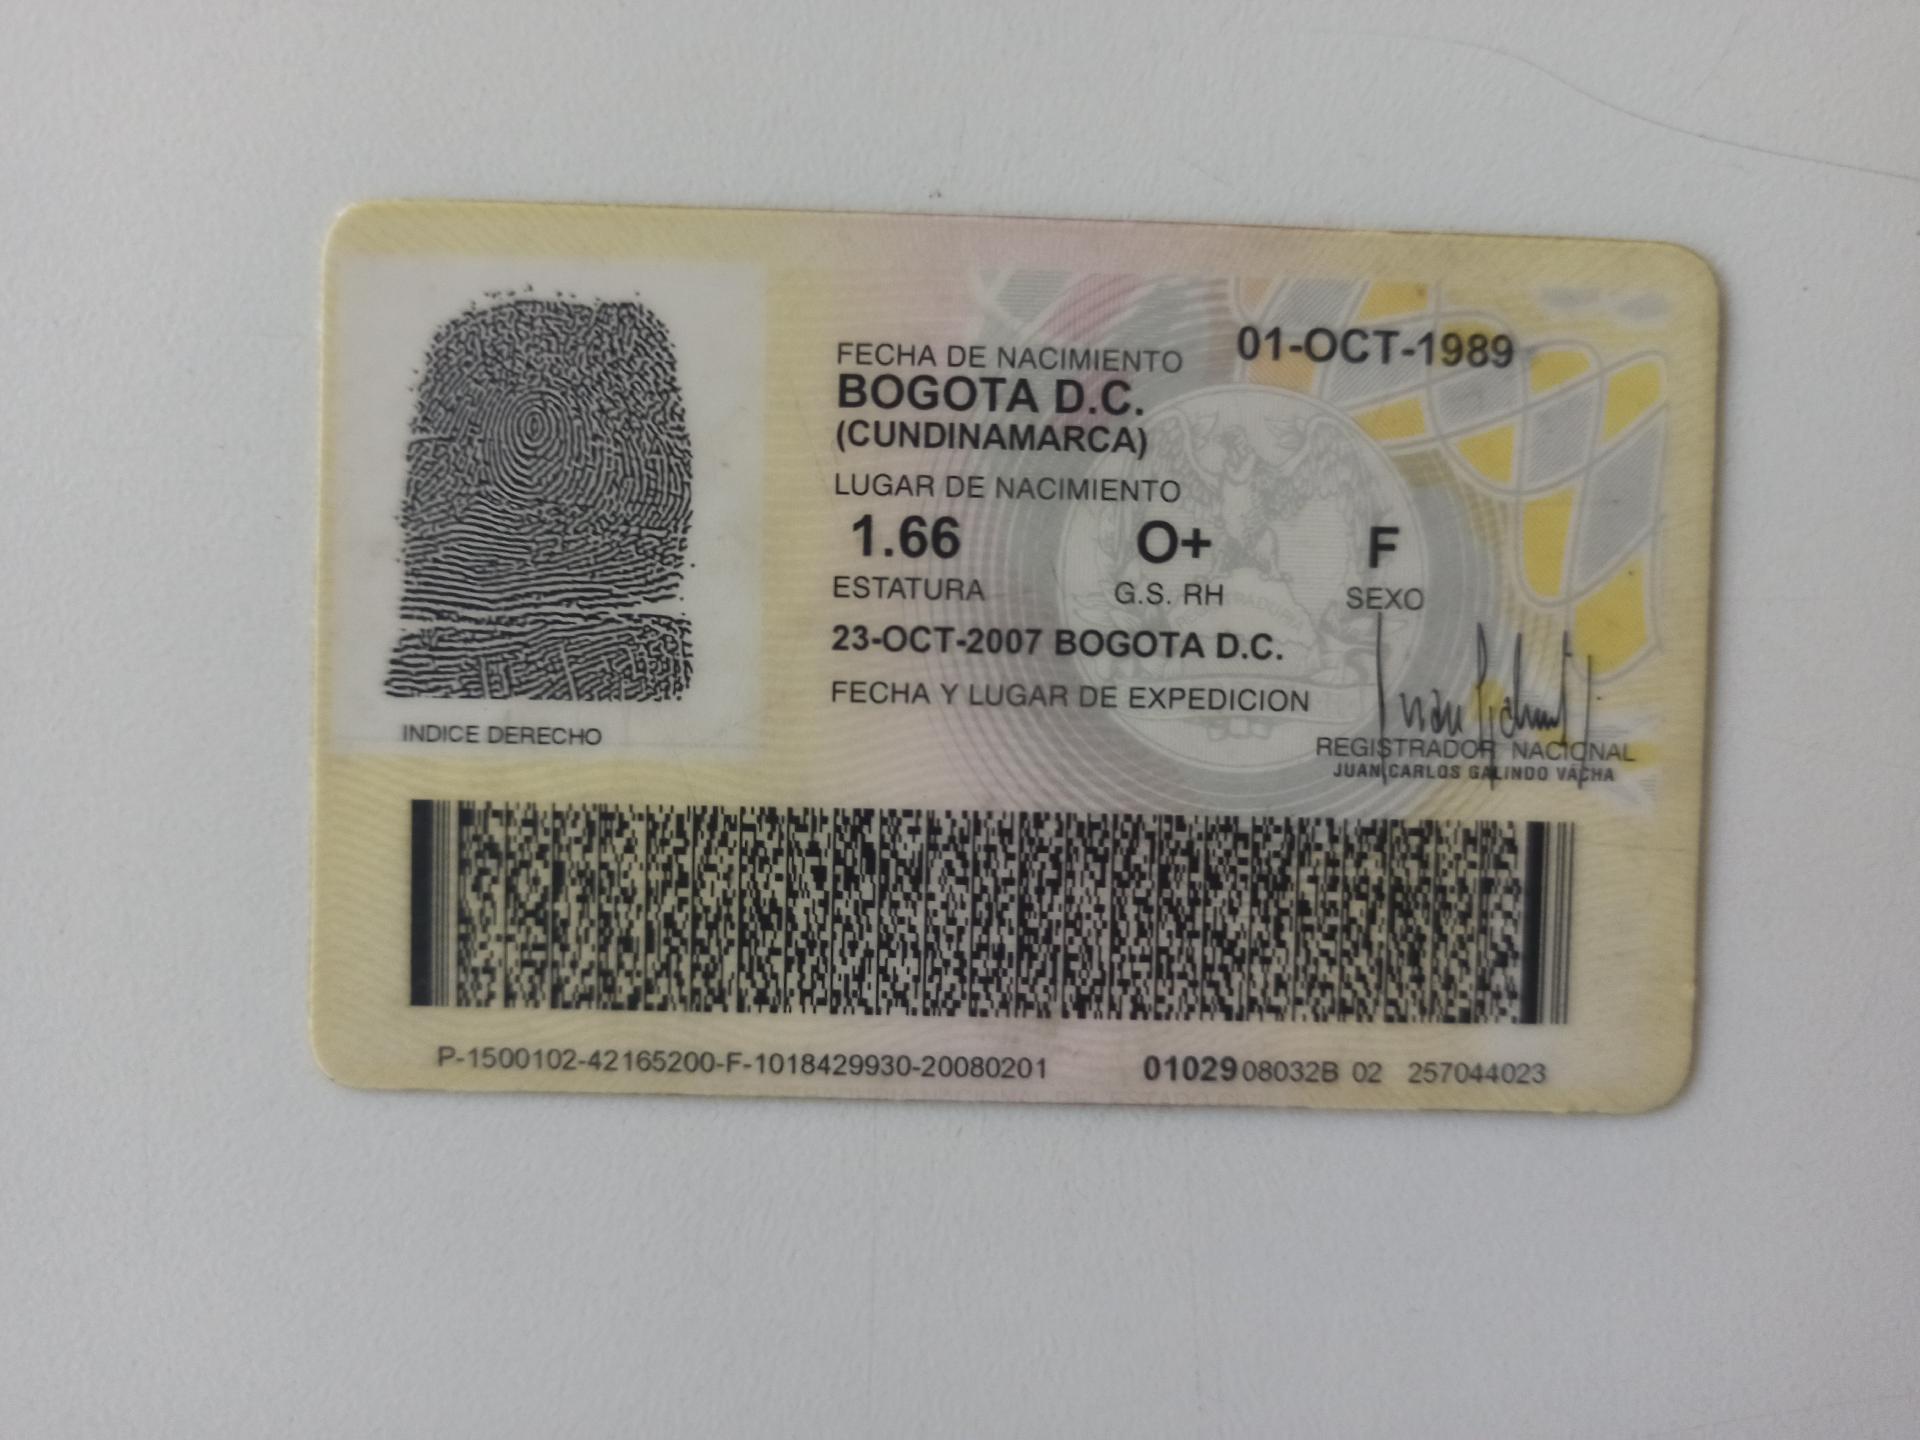 01-OCT-1989
FECHA DE NACIMIENTO
BOGOTA D.C.
(CUNDINAMARCA)
LUGAR DE NACIMIENTO
1.66 O+ F
ESTATURA G.S. RH SEXO
23-OCT-2007 BOGOTA D.C.
FECHA Y LUGAR DE EXPEDICION
INDICE DERECHO
REGISTRADOR NACIONAL
JUAN CARLOS GALINDO VACHA
P-1500102-42165200-F-1018429930-20080201 0102908032B 02 257044023